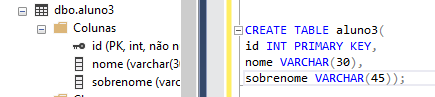 dbo.aluno3
Colunas
id (PK, int, não n
nome (varchar(3
sobrenome (varc
CREATE TABLE aluno3(
id INT PRIMARY KEY,
nome VARCHAR(30),
sobrenome VARCHAR(45));